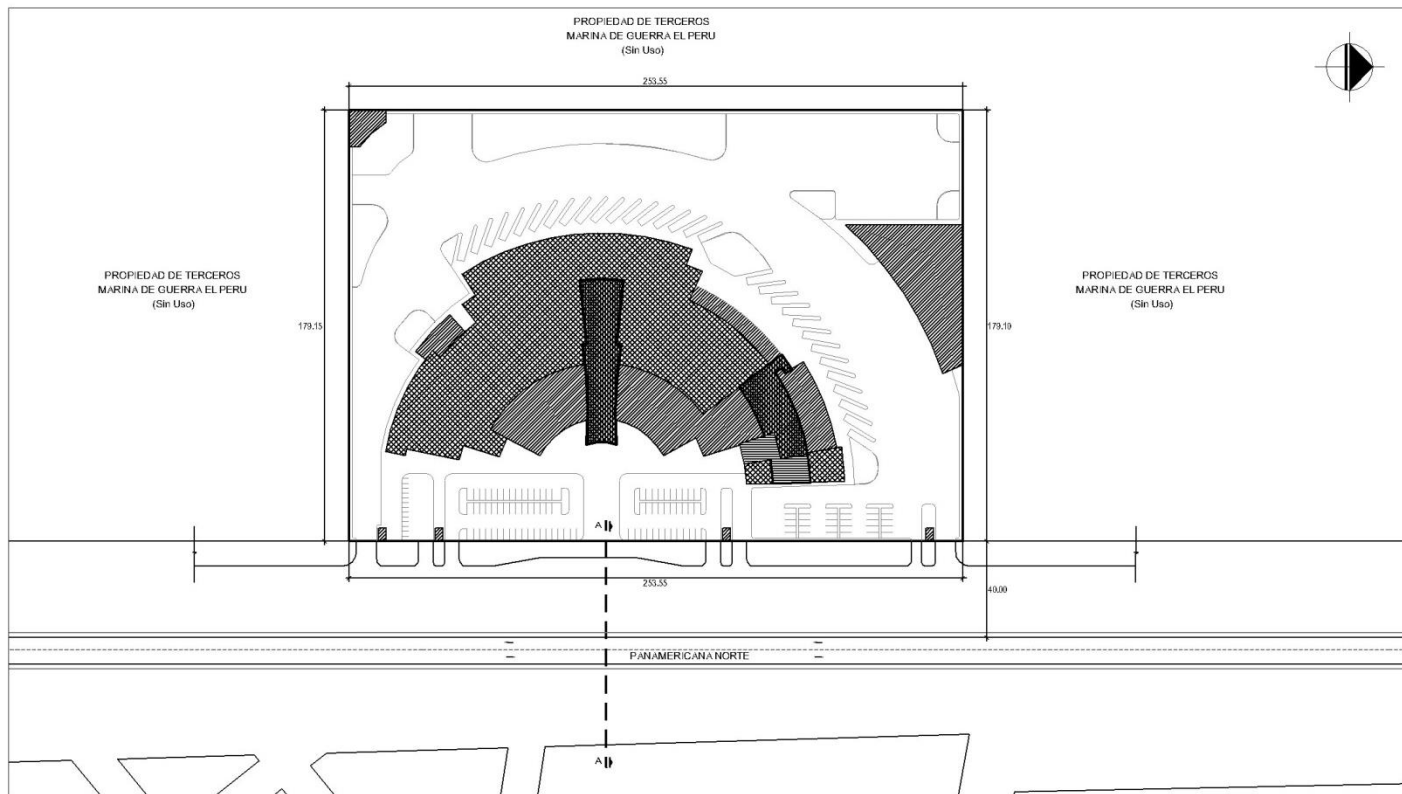 PROPIEDAD DE TERCEROS
MARINA DE GUERRA EL PERU
(Sin Uso)
253.55
PROPIEDAD DE TERCEROS
MARINA DE GUERRA EL PERU
(Sin Uso)
179.15
PROPIEDAD DE TERCEROS
MARINA DE GUERRA EL PERU
(Sin Uso)
179.19
A
253.55
40.00
PANAMERICANA NORTE
A